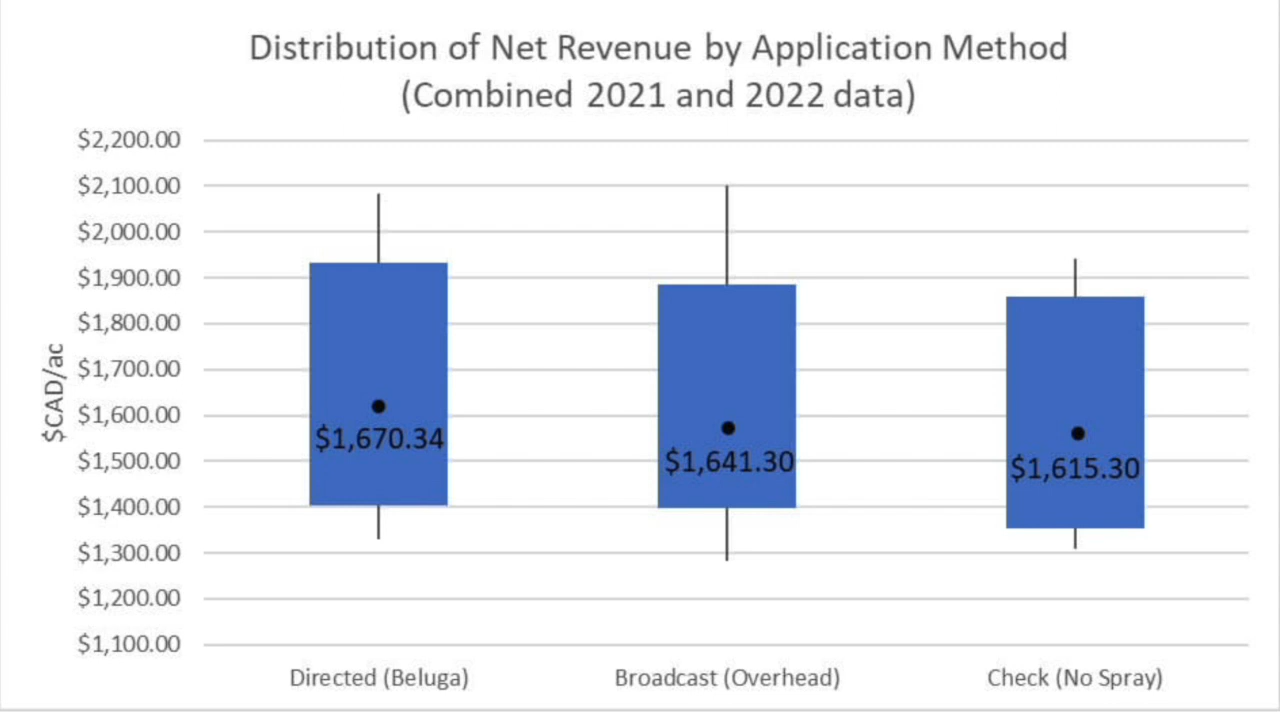 Distribution of Net Revenue by Application Method
(Combined 2021 and 2022 data)
$CAD/ac
$2,200.00
$2,100.00
$2,000.00
$1,900.00
$1,800.00
$1,700.00
$1,600.00
$1,500.00
$1,400.00
$1,300.00
$1,200.00
$1,100.00
$1,670.34
$1,641.30
$1,615.30
Directed (Beluga)
Broadcast (Overhead)
Check (No Spray)